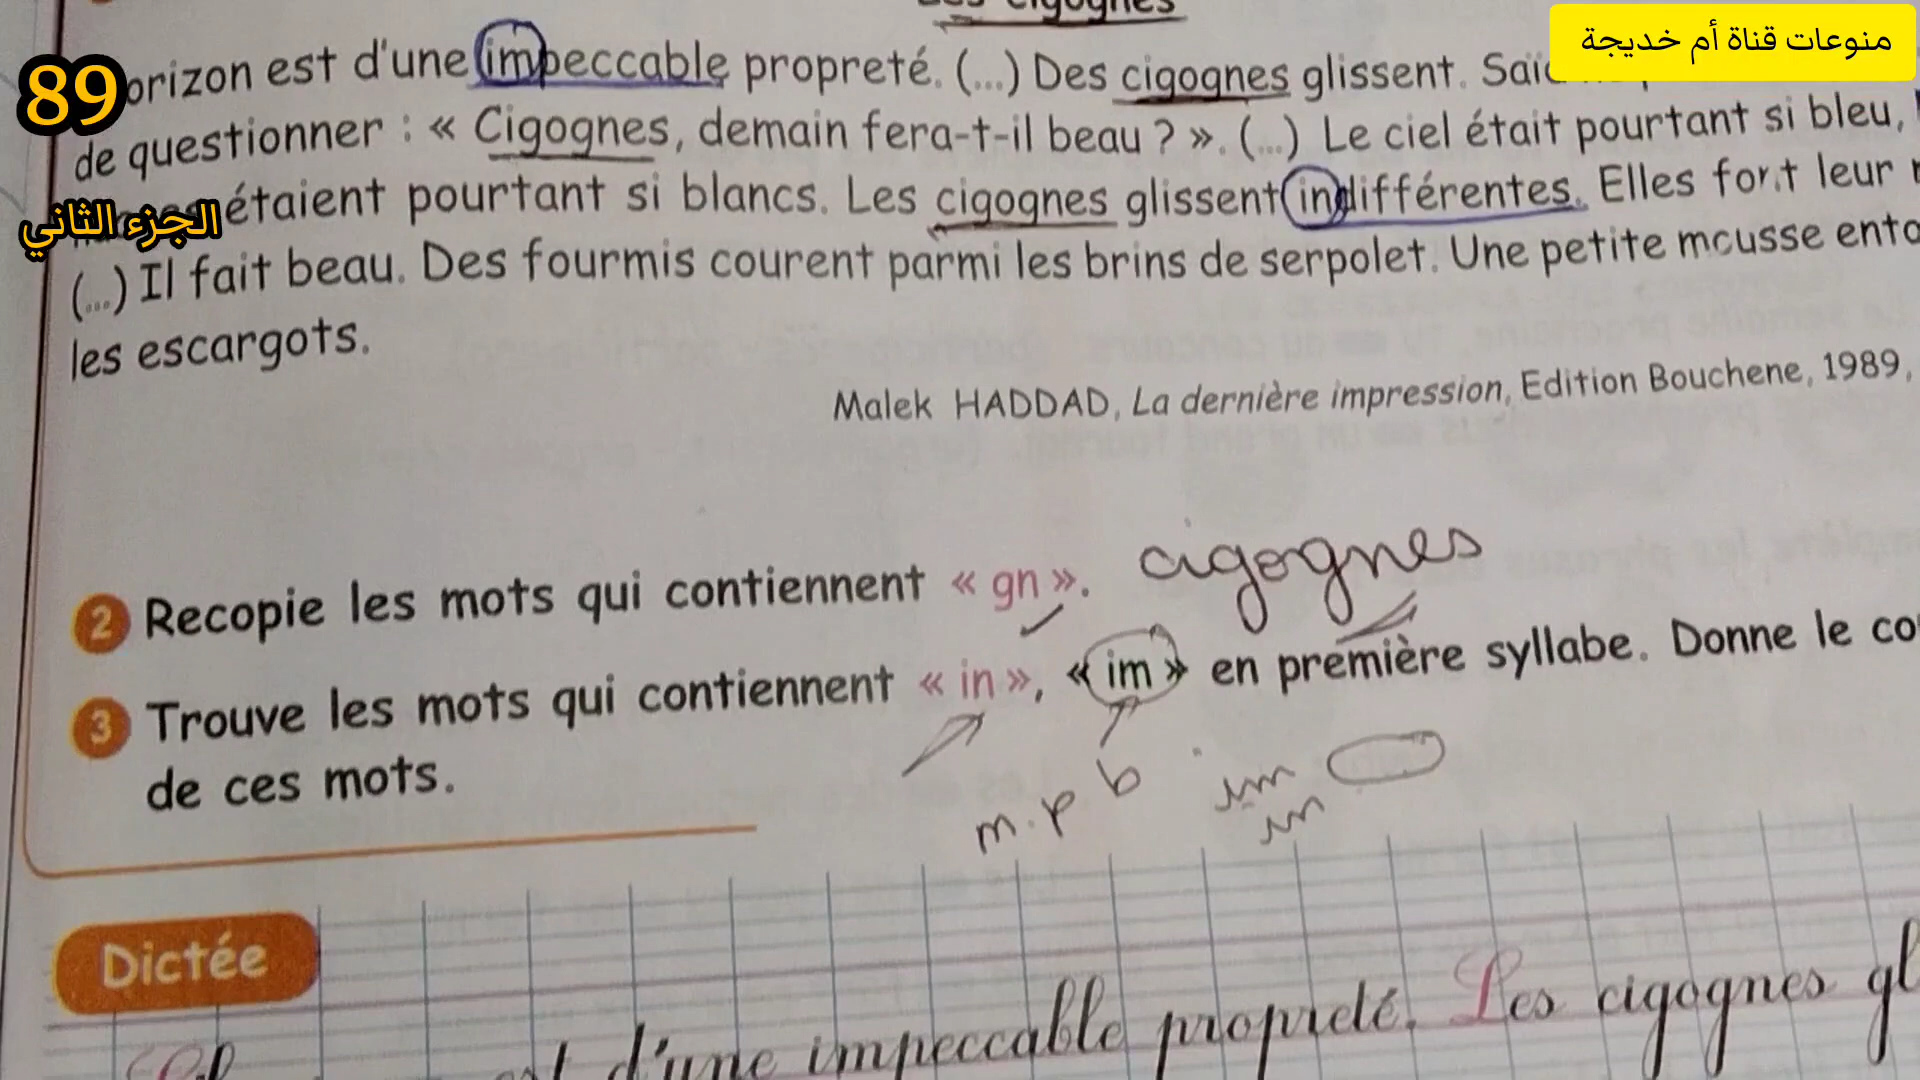 Les cigognes
منوعات قناة أم خديجة
89
orizon est d'une impeccable propreté. (...) Des cigognes glissent.
de questionner : « Cigognes, demain fera-t-il beau ? ». (...) Le ciel était pourtant si bleu,
étaient pourtant si blancs. Les cigognes glissent indifférentes. Elles font leur
الجزء الثاني
(...) Il fait beau. Des fourmis courent parmi les brins de serpolet. Une petite mousse
les escargots.
Malek HADDAD, La dernière impression, Edition Bouchene, 1989,
2 Recopie les mots qui contiennent « gn ». cigognes
3 Trouve les mots qui contiennent « in », « im » en première syllabe. Donne le
de ces mots.
m. p b im
in
Dictée
d'une impeccable propreté. Les cigognes gl